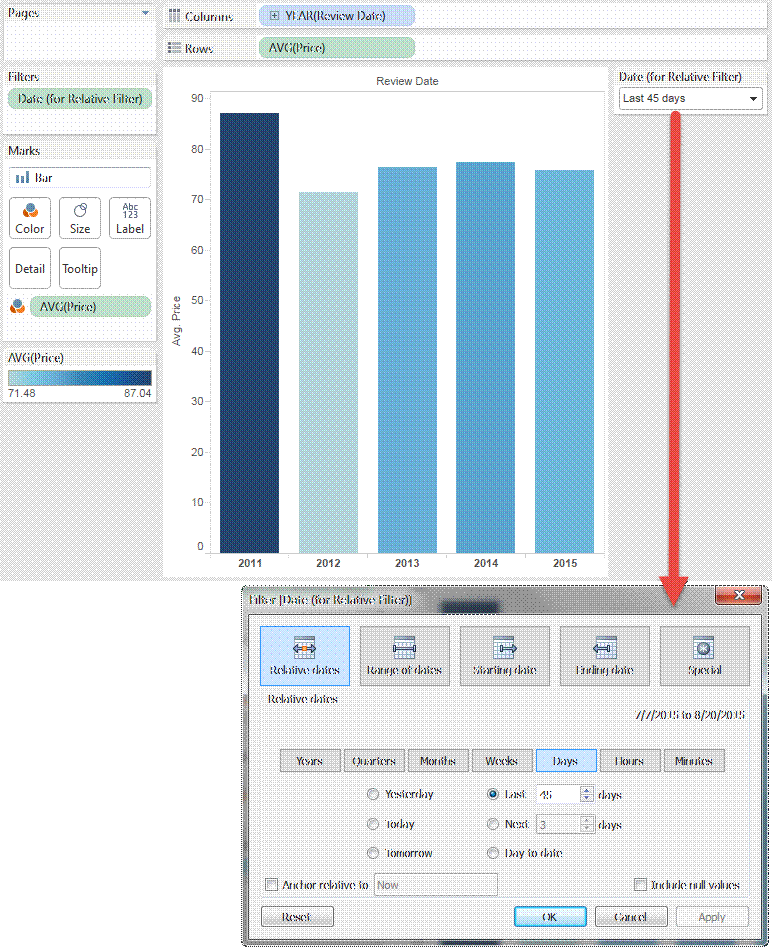 Pages
Columns
YEAR(Review Date)
Rows
AVG(Price)
Filters
Date (for Relative Filter)
Marks
Bar
Color
Size
Abc
123
Label
Detail
Tooltip
AVG(Price)
AVG(Price)
71.48 87.04
Review Date
Avg. Price
90
80
70
60
50
40
30
20
10
0
2011 2012 2013 2014 2015
Date (for Relative Filter)
Last 45 days
Filter [Date (for Relative Filter)]
X
Relative dates
Range of dates
Starting date
Ending date
Special
Relative dates
7/7/2015 to 8/20/2015
Years Quarters Months Weeks Days Hours Minutes
Yesterday Last 45 days
Today Next 3 days
Tomorrow Day to date
Anchor relative to Now Include null values
Reset OK Cancel Apply